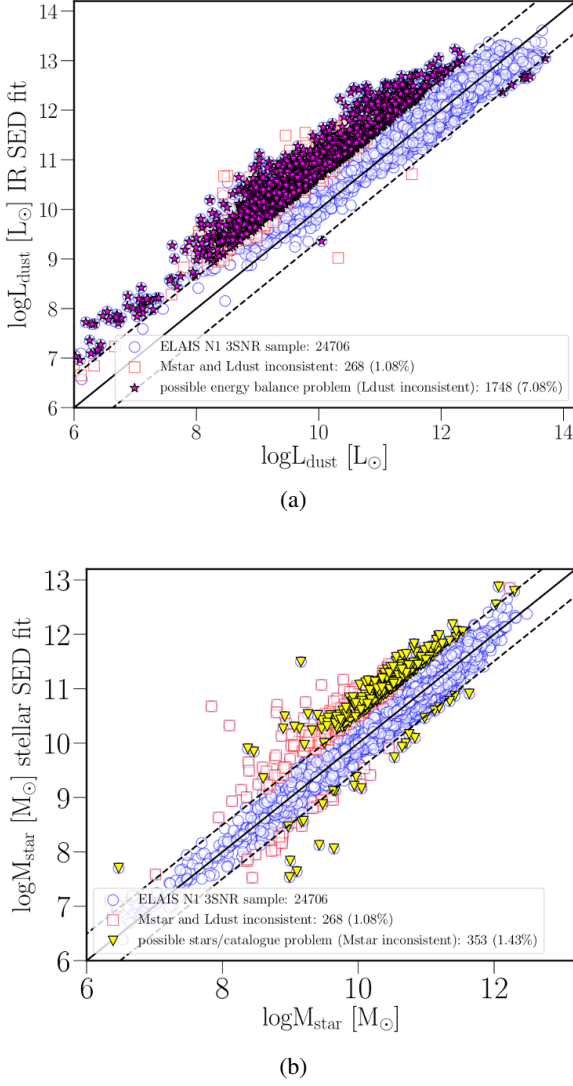 14
13
12
11
10
9
8
7
6
logL_dust [L_⊙] IR SED fit
ELAIS N1 3SNR sample: 24706
Mstar and Ldust inconsistent: 268 (1.08%)
possible energy balance problem (Ldust inconsistent): 1748 (7.08%)
6 8 10 12 14
logL_dust [L_⊙]
(a)
13
12
11
10
9
8
7
6
logM_star [M_⊙] stellar SED fit
ELAIS N1 3SNR sample: 24706
Mstar and Ldust inconsistent: 268 (1.08%)
possible stars/catalogue problem (Mstar inconsistent): 353 (1.43%)
6 8 10 12
logM_star [M_⊙]
(b)